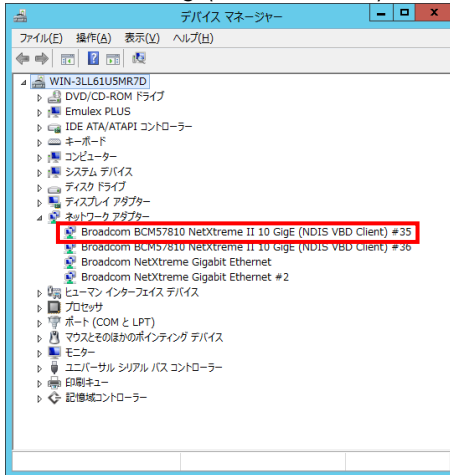 デバイス マネージャー
ファイル(F) 操作(A) 表示(V) ヘルプ(H)
WIN-3LL61U5MR7D
DVD/CD-ROM ドライブ
Emulex PLUS
IDE ATA/ATAPI コントローラー
キーボード
コンピューター
システム デバイス
ディスク ドライブ
ディスプレイ アダプター
ネットワーク アダプター
Broadcom BCM57810 NetXtreme II 10 GigE (NDIS VBD Client) #35
Broadcom BCM57810 NetXtreme II 10 GigE (NDIS VBD Client) #36
Broadcom NetXtreme Gigabit Ethernet
Broadcom NetXtreme Gigabit Ethernet #2
ヒューマン インターフェイス デバイス
プロセッサ
ポート (COM と LPT)
マウスとそのほかのポインティング デバイス
モニター
ユニバーサル シリアル バス コントローラー
印刷キュー
記憶域コントローラー